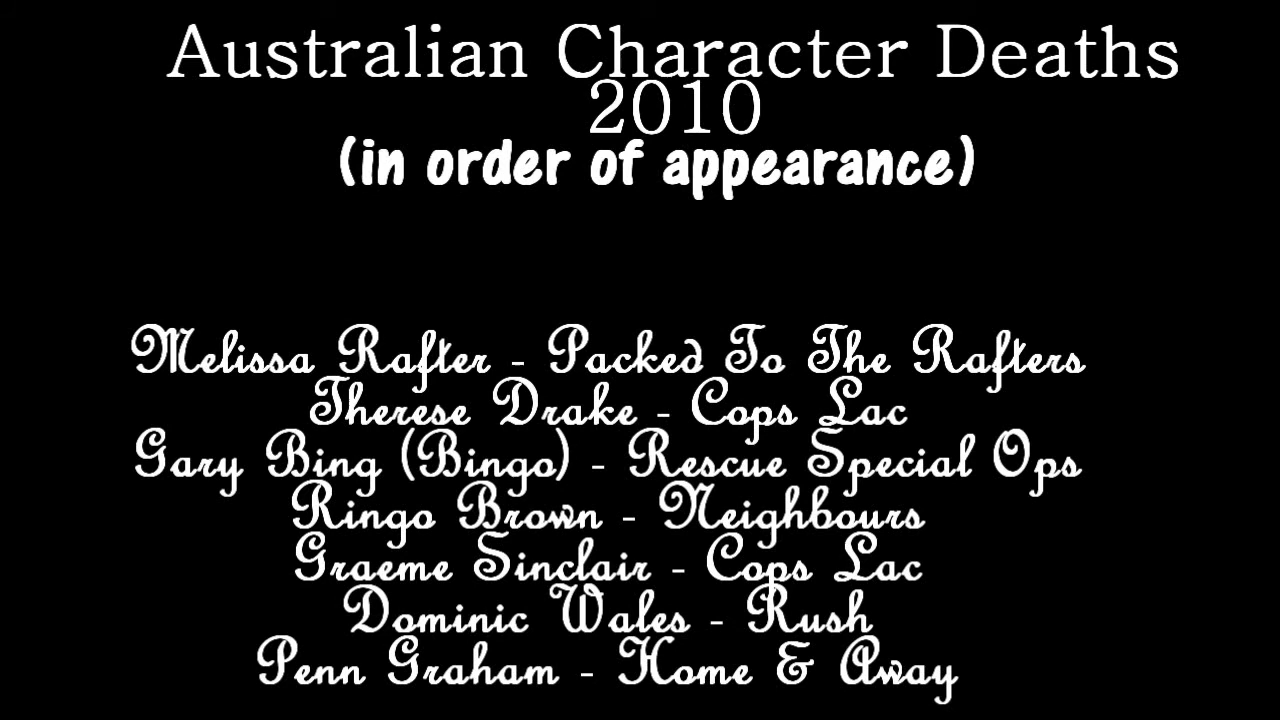 Australian Character Deaths
2010
(in order of appearance)
Melissa Rafter - Packed To The Rafters
Therese Drake - Cops Lac
Gary Bing (Bingo) - Rescue Special Ops
Ringo Brown - Neighbours
Graeme Sinclair - Cops Lac
Dominic Wales - Rush
Penn Graham - Home & Away